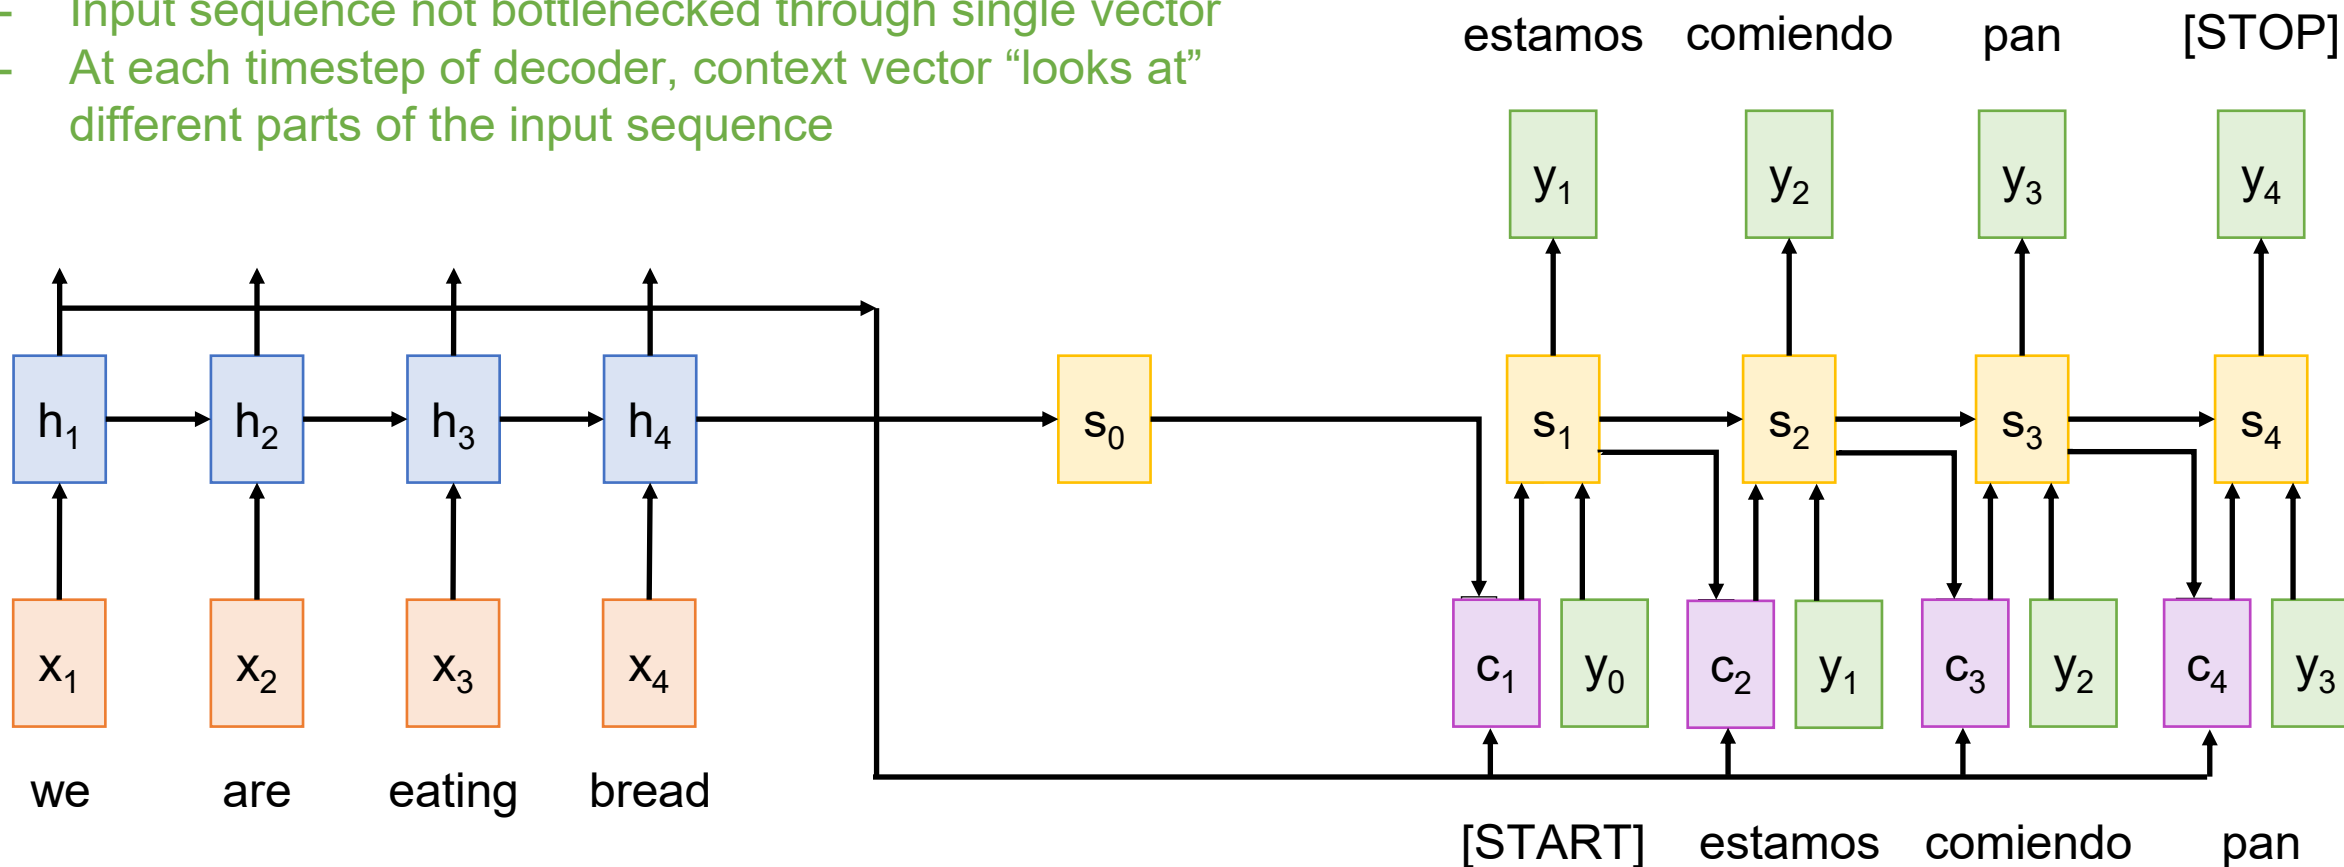 - Input sequence not bottlenecked through single vector
- At each timestep of decoder, context vector “looks at”
different parts of the input sequence
estamos comiendo pan [STOP]
y1 y2 y3 y4
h1 h2 h3 h4 s0 s1 s2 s3 s4
x1 x2 x3 x4 c1 y0 c2 y1 c3 y2 c4 y3
we are eating bread
[START] estamos comiendo pan